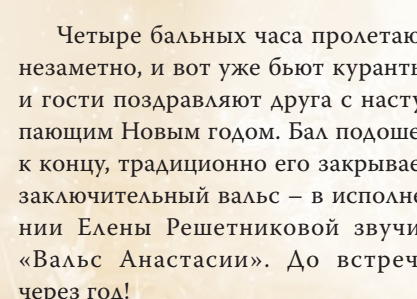 Четыре бальных часа пролетаю
незаметно, и вот уже бьют куранты
и гости поздравляют друга с насту
пающим Новым годом. Бал подоше
к концу, традиционно его закрывае
заключительный вальс – в исполне
нии Елены Решетниковой звучи
«Вальс Анастасии». До встреч
через год!